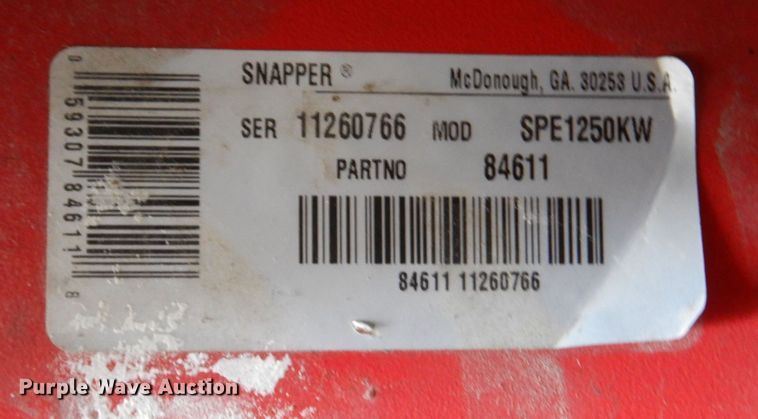 SNAPPER ® McDonough, GA. 30253 U.S.A.
SER 11260766 MOD SPE1250KW
PARTNO 84611
84611 11260766
0 59307 84611 8
Purple Wave Auction